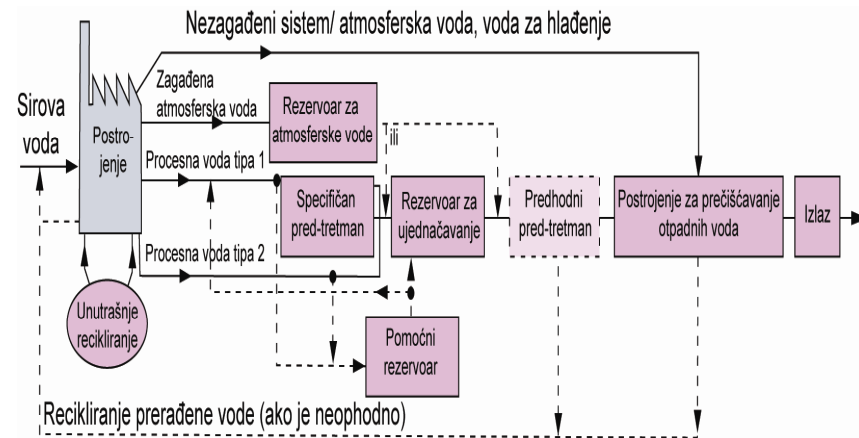 Nezagađeni sistem/ atmosferska voda, voda za hlađenje
Sirova
voda
Postro-
jenje
Zagađena
atmosferska voda
Rezervoar za
atmosferske vode
ili
Procesna voda tipa 1
Specifičan
pred-tretman
Rezervoar za
ujednačavanje
Predhodni
pred-tretman
Postrojenje za prečišćavanje
otpadnih voda
Izlaz
Procesna voda tipa 2
Unutrašnje
recikliranje
Pomoćni
rezervoar
Recikliranje prerađene vode (ako je neophodno)